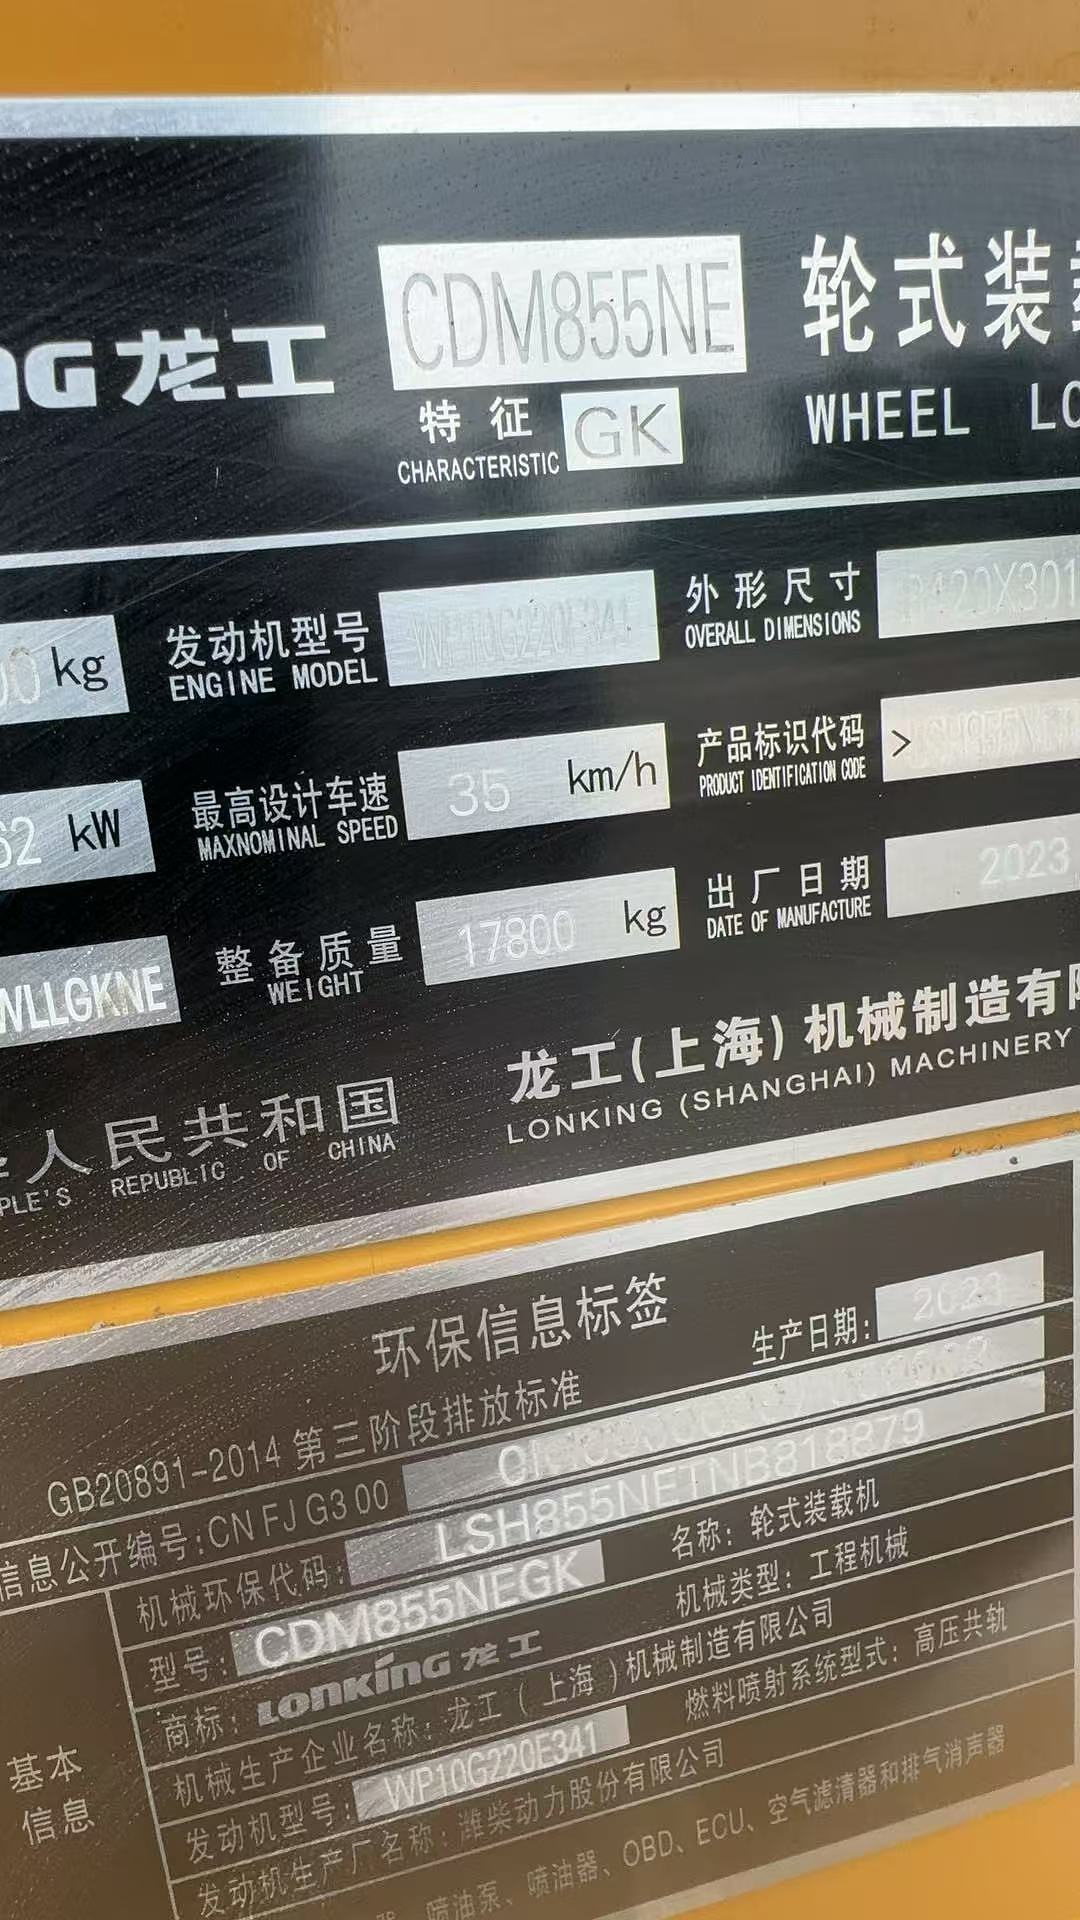 NG 龙工 CDM855NE 轮式装
特征 GK
CHARACTERISTIC
WHEEL LO
kg 发动机型号 WP10G220E341 外形尺寸
ENGINE MODEL OVERALL DIMENSIONS
62 kW 最高设计车速 35 km/h 产品标识代码 >
MAXNOMINAL SPEED PRODUCT IDENTIFICATION CODE
WLLGKNE 整备质量 17800 kg 出厂日期 2023
WEIGHT DATE OF MANUFACTURE
人民共和国 龙工(上海)机械制造有
PLE'S REPUBLIC OF CHINA LONKING (SHANGHAI) MACHINERY
环保信息标签
GB20891-2014 第三阶段排放标准 生产日期: 2023
信息公开编号:CNFJG300
机械环保代码: LSH855NETNB818879
型号: CDM855NEGK 名称: 轮式装载机
商标: LONKING 龙工 机械类型: 工程机械
机械生产企业名称: 龙工(上海)机械制造有限公司
发动机型号: WP10G220E341 燃料喷射系统型式: 高压共轨
发动机生产厂名称: 潍柴动力股份有限公司
喷油泵、喷油器、OBD、ECU、空气滤清器和排气消声器
基本
信息